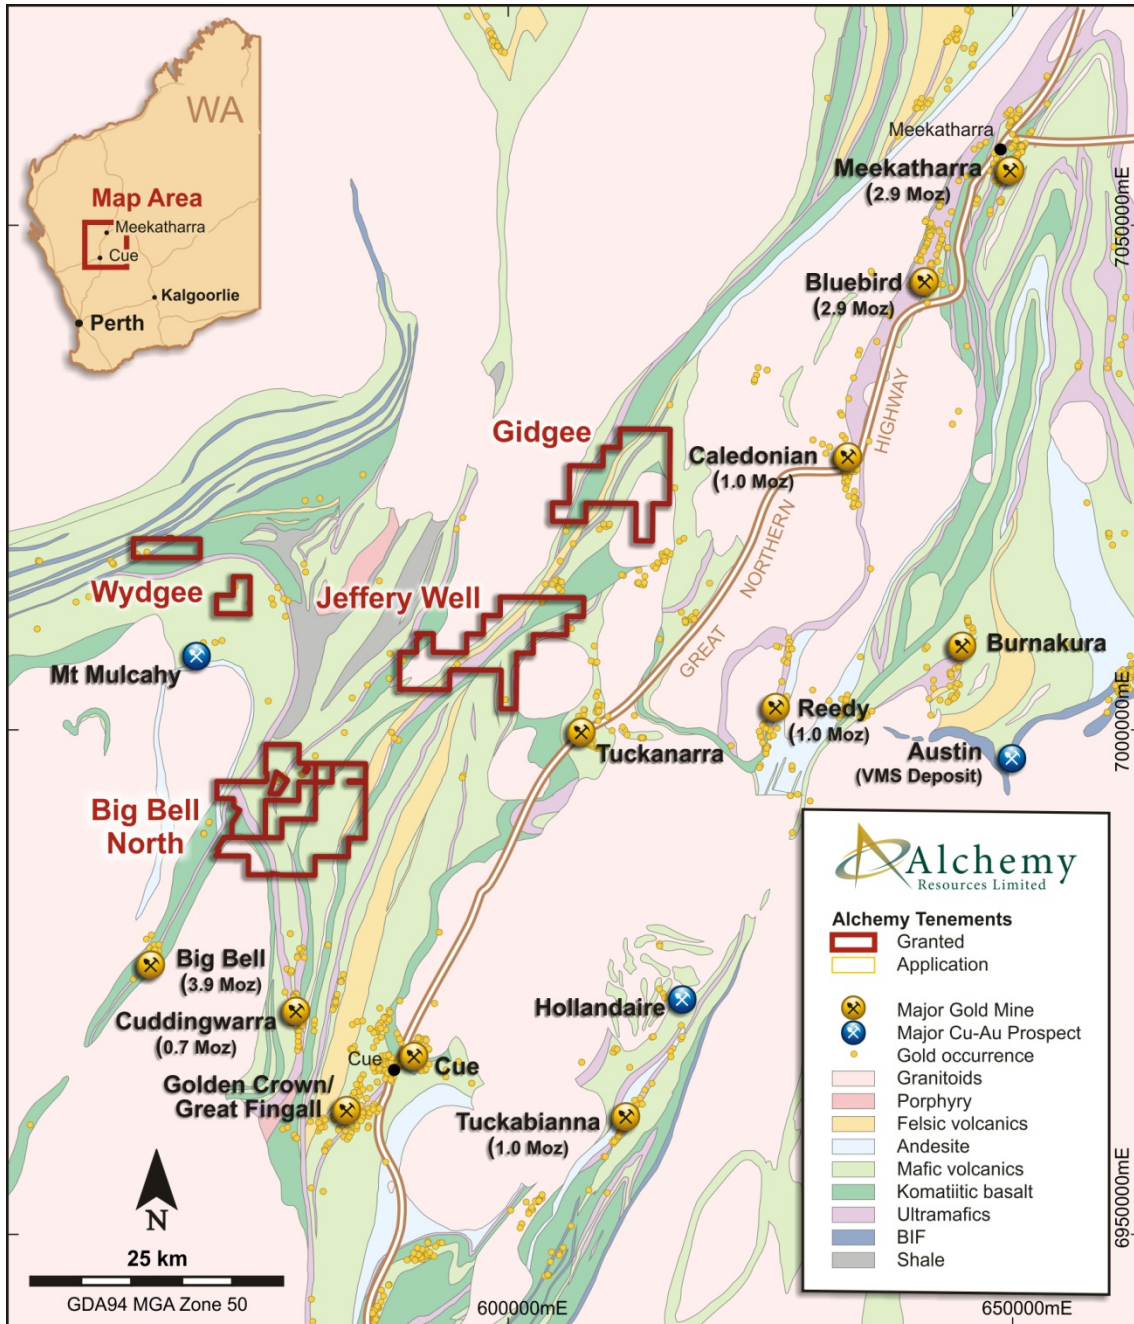 WA
Map Area
Meekatharra
Cue
Kalgoorlie
Perth
Meekatharra
Meekatharra
(2.9 Moz)
7050000mE
Bluebird
(2.9 Moz)
HIGHWAY
Gidgee
Caledonian
(1.0 Moz)
NORTHERN
GREAT
Wydgee
Jeffery Well
Mt Mulcahy
Burnakura
Reedy
(1.0 Moz)
Tuckanarra
Austin
(VMS Deposit)
7000000mE
Big Bell
North
Big Bell
(3.9 Moz)
Cuddingwarra
(0.7 Moz)
Hollandaire
Cue
Cue
Golden Crown/
Great Fingall
Tuckabianna
(1.0 Moz)
N
25 km
GDA94 MGA Zone 50
600000mE
650000mE
6950000mE
Alchemy
Resources Limited
Alchemy Tenements
Granted
Application
Major Gold Mine
Major Cu-Au Prospect
Gold occurrence
Granitoids
Porphyry
Felsic volcanics
Andesite
Mafic volcanics
Komatiitic basalt
Ultramafics
BIF
Shale